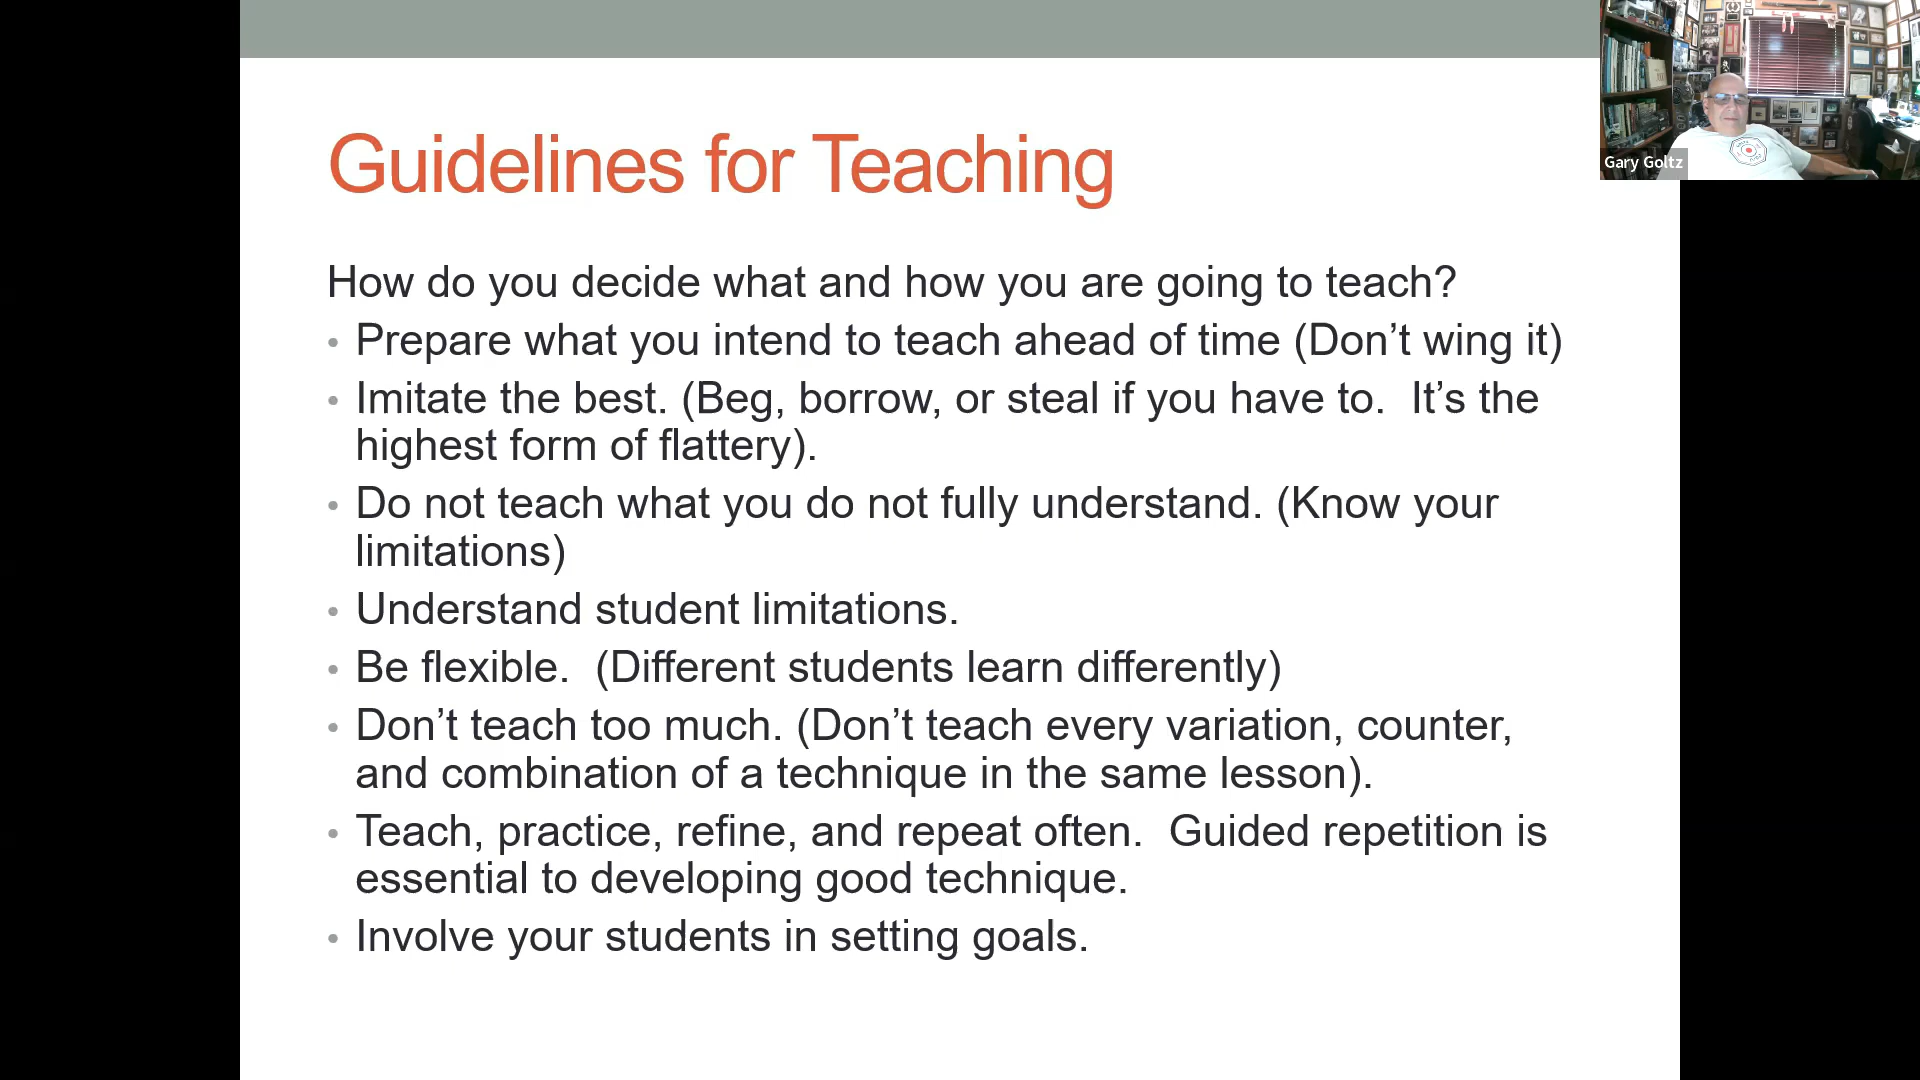 Guidelines for Teaching
Gary Goltz
How do you decide what and how you are going to teach?
• Prepare what you intend to teach ahead of time (Don’t wing it)
• Imitate the best. (Beg, borrow, or steal if you have to.  It’s the
highest form of flattery).
• Do not teach what you do not fully understand. (Know your
limitations)
• Understand student limitations.
• Be flexible.  (Different students learn differently)
• Don’t teach too much. (Don’t teach every variation, counter,
and combination of a technique in the same lesson).
• Teach, practice, refine, and repeat often.  Guided repetition is
essential to developing good technique.
• Involve your students in setting goals.